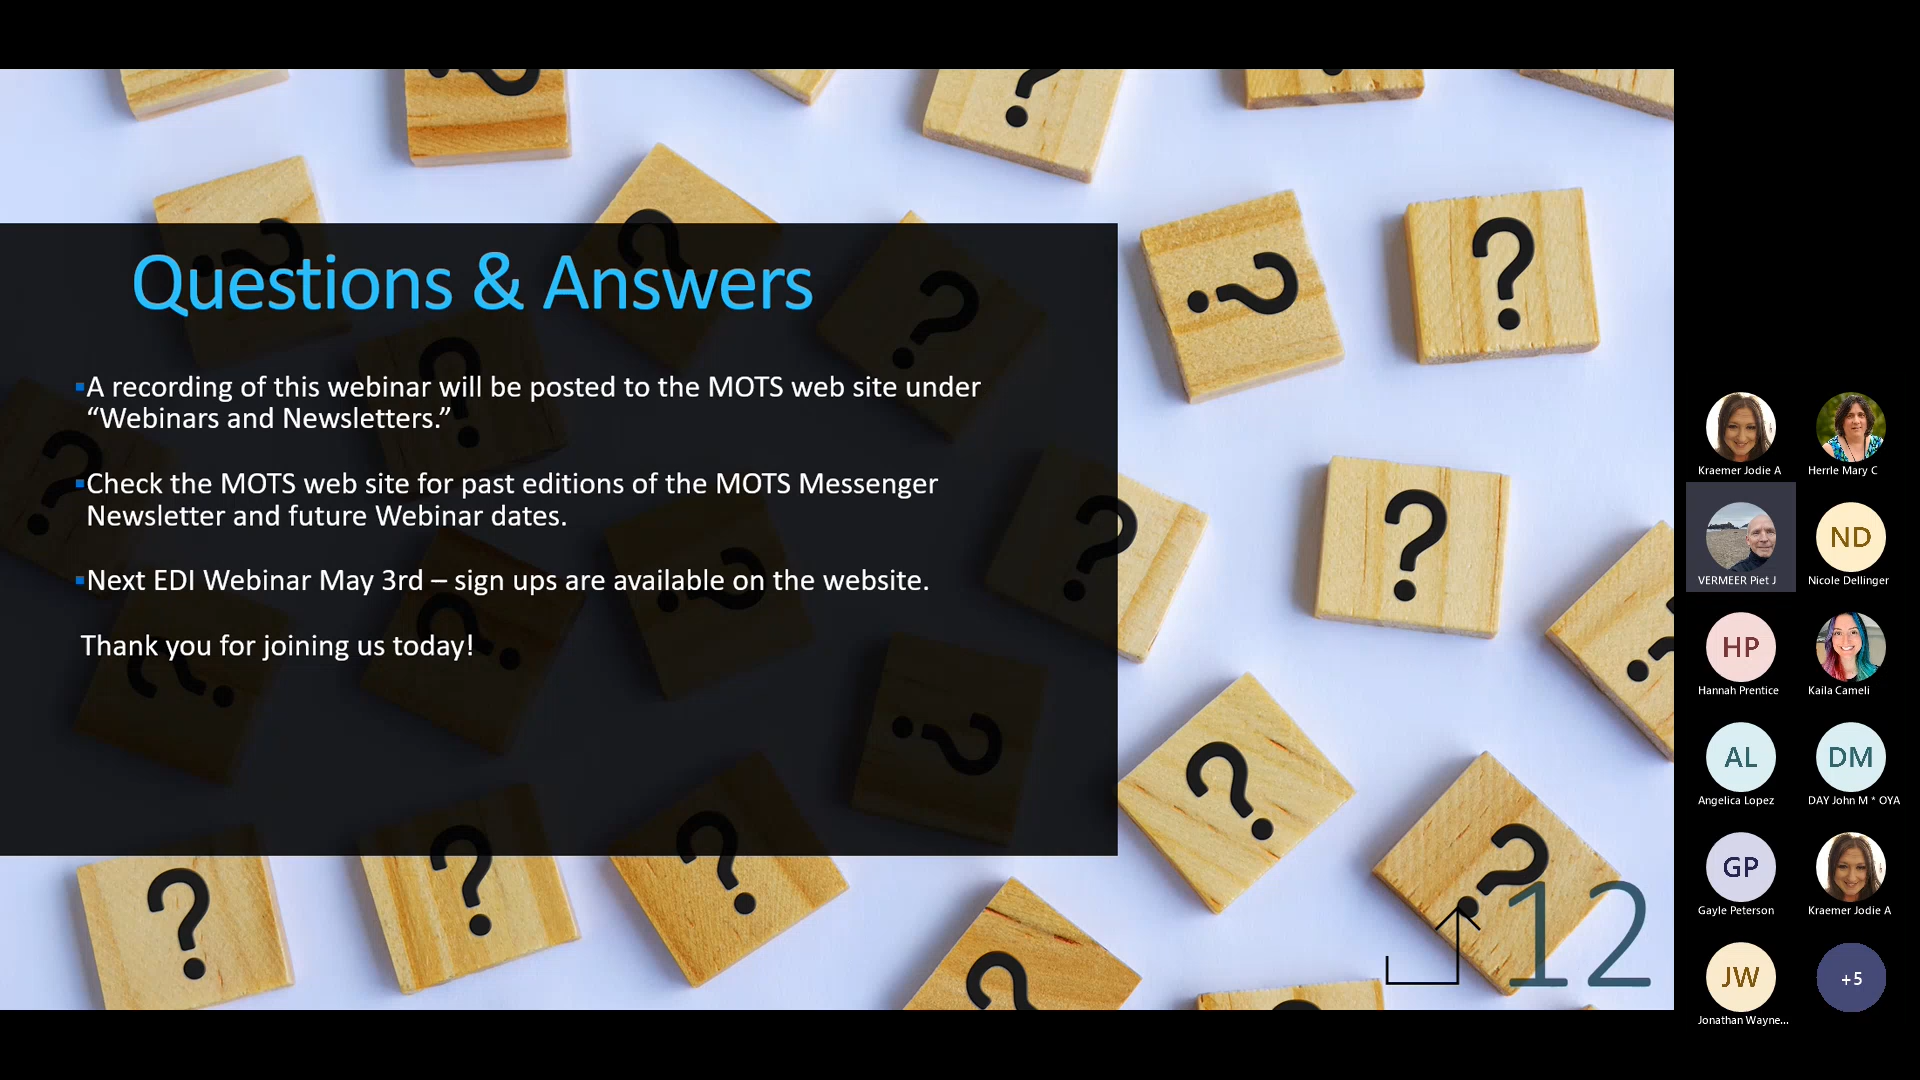 Questions & Answers
▪A recording of this webinar will be posted to the MOTS web site under
“Webinars and Newsletters.”
▪Check the MOTS web site for past editions of the MOTS Messenger
Newsletter and future Webinar dates.
▪Next EDI Webinar May 3rd – sign ups are available on the website.
Thank you for joining us today!
12
Kraemer Jodie A
Herrle Mary C
VERMEER Piet J
ND
Nicole Dellinger
HP
Hannah Prentice
Kaila Cameli
AL
Angelica Lopez
DM
DAY John M * OYA
GP
Gayle Peterson
Kraemer Jodie A
JW
Jonathan Wayne...
+5